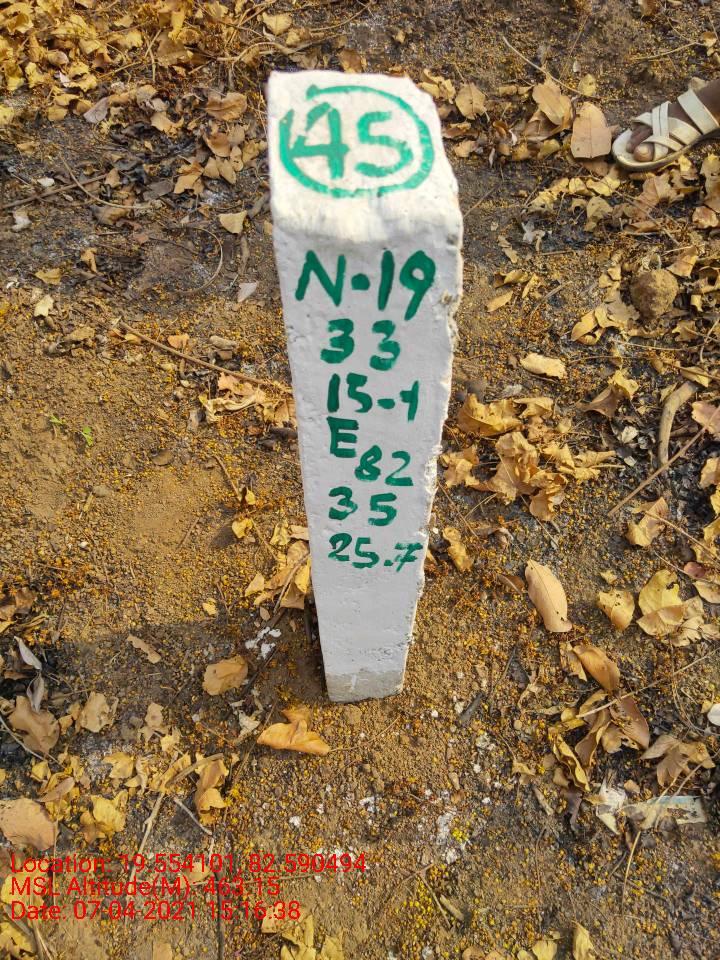 45
N-19
33
15-1
E
82
35
25.7
Location: 19.554101, 82.590494
MSL Altitude(M): 463.15
Date: 07-04-2021 15:16:38